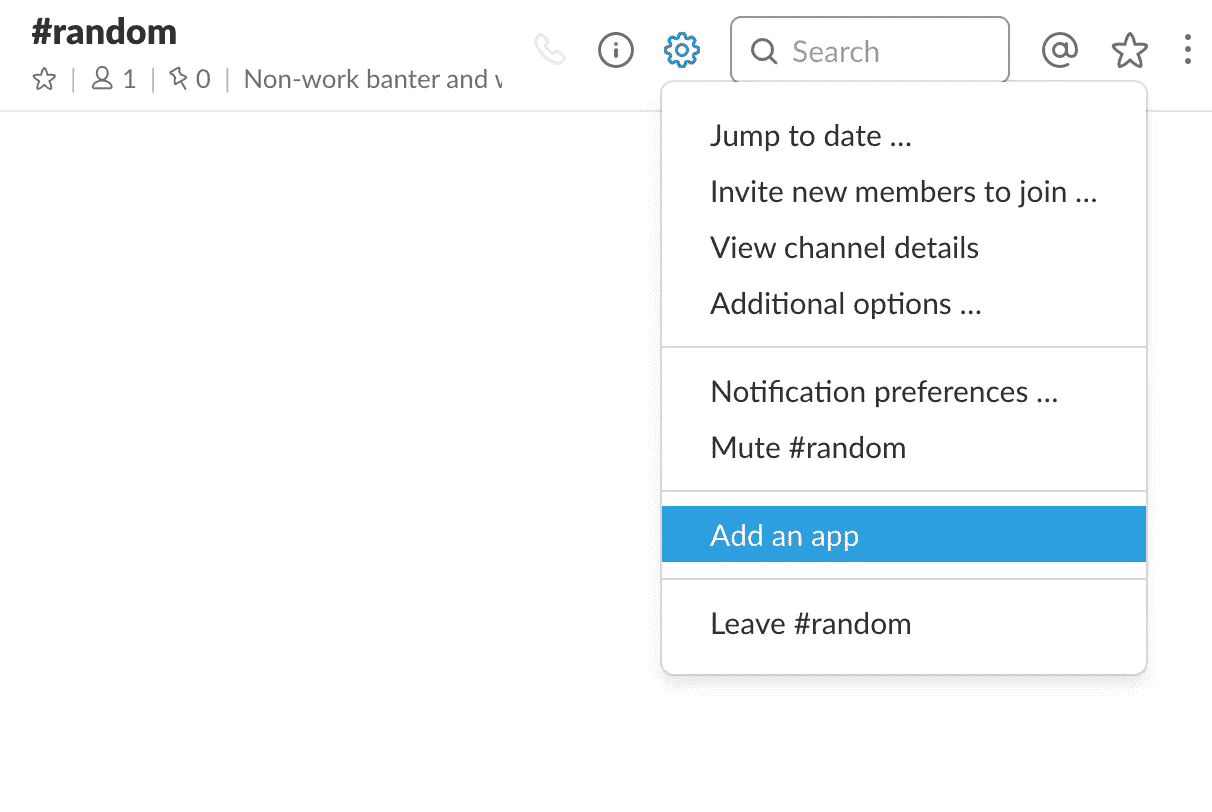 #random
1 | 0 | Non-work banter and
Search
Jump to date ...
Invite new members to join ...
View channel details
Additional options ...
Notification preferences ...
Mute #random
Add an app
Leave #random